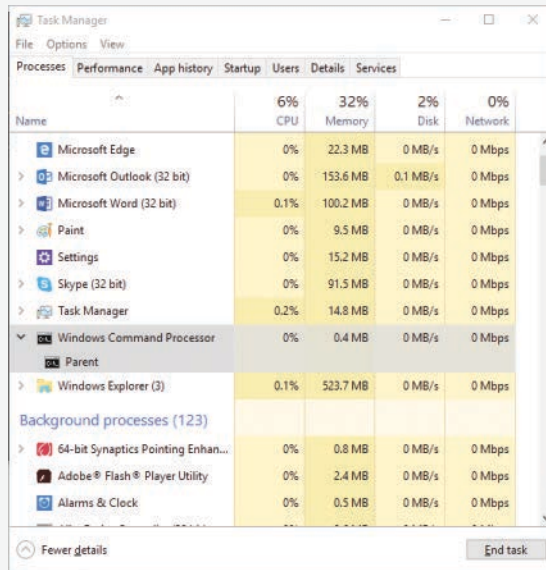 Task Manager
File Options View
Processes Performance App history Startup Users Details Services
6% 32% 2% 0%
Name CPU Memory Disk Network
Microsoft Edge 0% 22.3 MB 0 MB/s 0 Mbps
Microsoft Outlook (32 bit) 0% 153.6 MB 0.1 MB/s 0 Mbps
Microsoft Word (32 bit) 0.1% 100.2 MB 0 MB/s 0 Mbps
Paint 0% 9.5 MB 0 MB/s 0 Mbps
Settings 0% 15.2 MB 0 MB/s 0 Mbps
Skype (32 bit) 0% 91.5 MB 0 MB/s 0 Mbps
Task Manager 0.2% 14.8 MB 0 MB/s 0 Mbps
Windows Command Processor 0% 0.4 MB 0 MB/s 0 Mbps
Parent
Windows Explorer (3) 0.1% 523.7 MB 0 MB/s 0 Mbps
Background processes (123)
64-bit Synaptics Pointing Enhan... 0% 0.8 MB 0 MB/s 0 Mbps
Adobe® Flash® Player Utility 0% 2.4 MB 0 MB/s 0 Mbps
Alarms & Clock 0% 0.5 MB 0 MB/s 0 Mbps
Fewer details End task